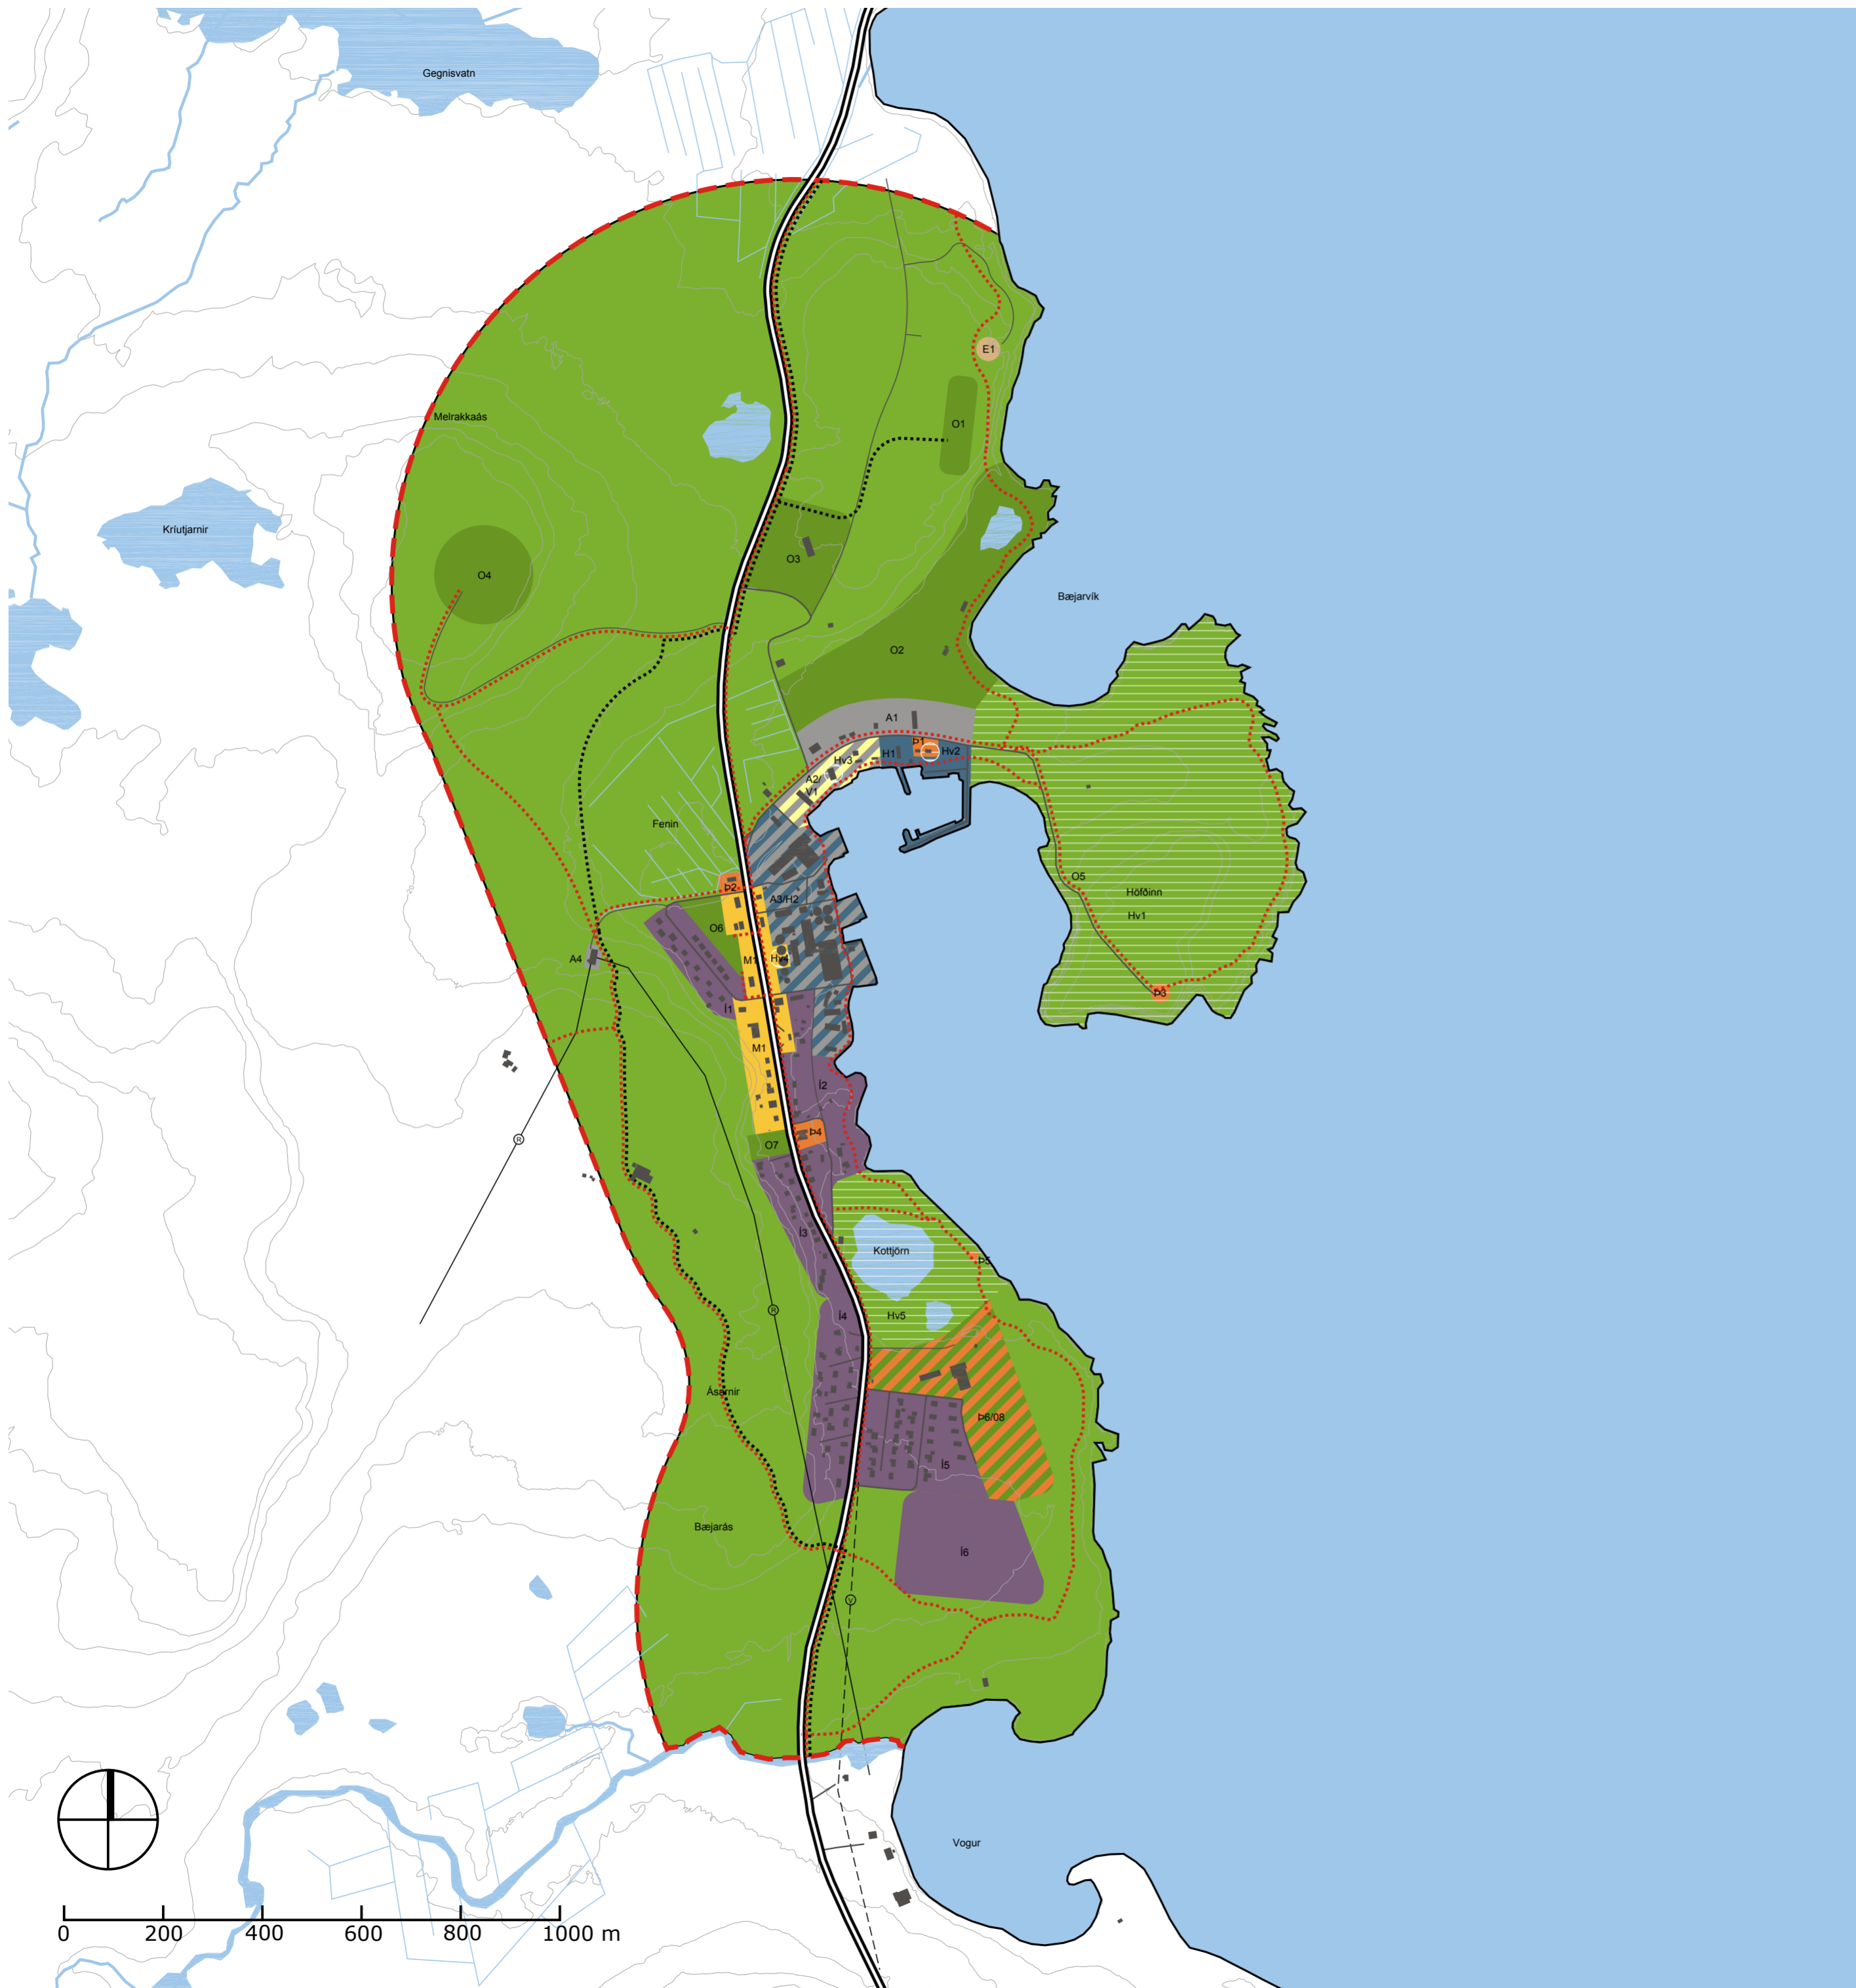 Gegnisvatn
E1
Melrakkaás
O1
Kríutjarnir
O3
O4
Bæjarvík
O2
A1
Þ1
H1
Hv2
Hv3
A2/
V1
Fenin
O5
Þ2
Höfðinn
A3/H2
Hv1
O6
A4
M1
Hv4
Þ3
Í1
M1
Í2
Þ4
R
O7
Í3
Kottjörn
Þ5
R
Í4
Hv5
Ásarnir
Þ6/08
Í5
Bæjarás
Í6
V
Vogur
0 200 400 600 800 1000 m